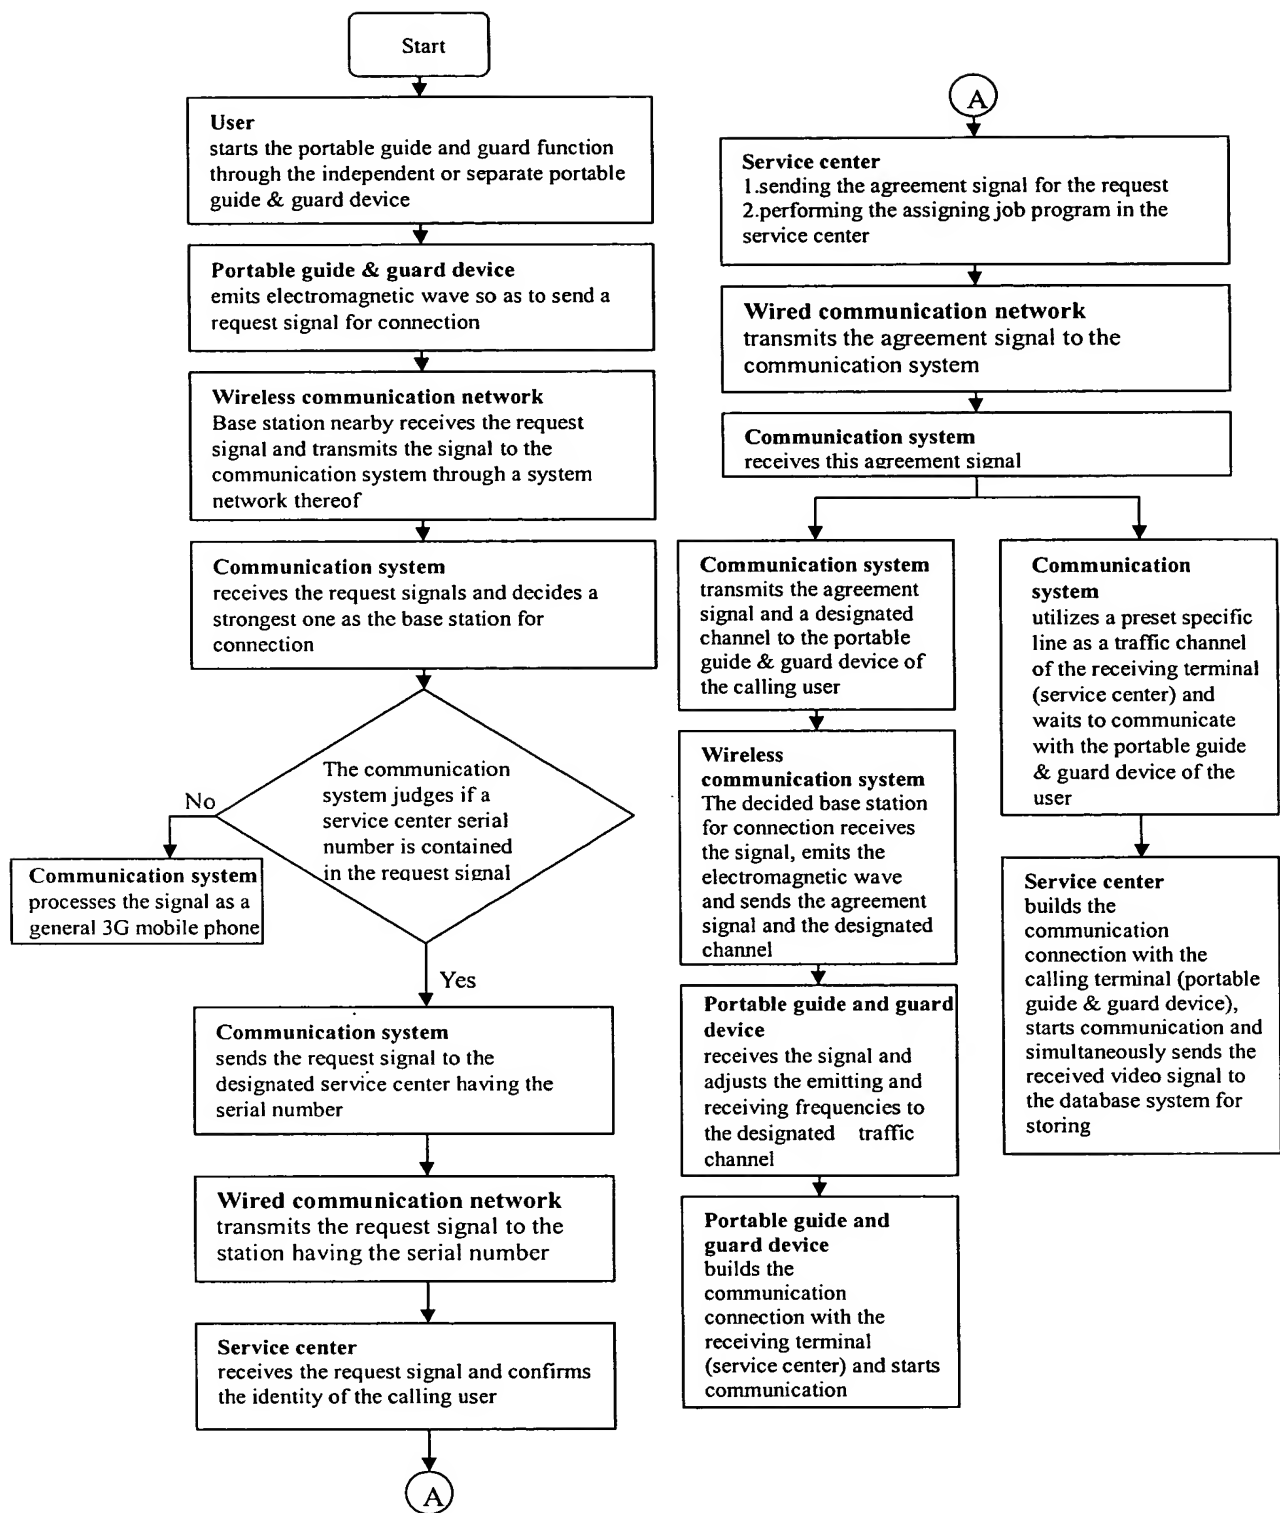 Start
User
starts the portable guide and guard function
through the independent or separate portable
guide & guard device
Portable guide & guard device
emits electromagnetic wave so as to send a
request signal for connection
Wireless communication network
Base station nearby receives the request
signal and transmits the signal to the
communication system through a system
network thereof
Communication system
receives the request signals and decides a
strongest one as the base station for
connection
The communication
system judges if a
service center serial
number is contained
in the request signal
No
Communication system
processes the signal as a
general 3G mobile phone
Yes
Communication system
sends the request signal to the
designated service center having the
serial number
Wired communication network
transmits the request signal to the
station having the serial number
Service center
receives the request signal and confirms
the identity of the calling user
A
A
Service center
1.sending the agreement signal for the request
2.performing the assigning job program in the
service center
Wired communication network
transmits the agreement signal to the
communication system
Communication system
receives this agreement signal
Communication system
transmits the agreement
signal and a designated
channel to the portable
guide & guard device of
the calling user
Wireless
communication system
The decided base station
for connection receives
the signal, emits the
electromagnetic wave
and sends the agreement
signal and the designated
channel
Portable guide and guard
device
receives the signal and
adjusts the emitting and
receiving frequencies to
the designated traffic
channel
Portable guide and
guard device
builds the
communication
connection with the
receiving terminal
(service center) and starts
communication
Communication
system
utilizes a preset specific
line as a traffic channel
of the receiving terminal
(service center) and
waits to communicate
with the portable guide
& guard device of the
user
Service center
builds the
communication
connection with the
calling terminal (portable
guide & guard device),
starts communication and
simultaneously sends the
received video signal to
the database system for
storing